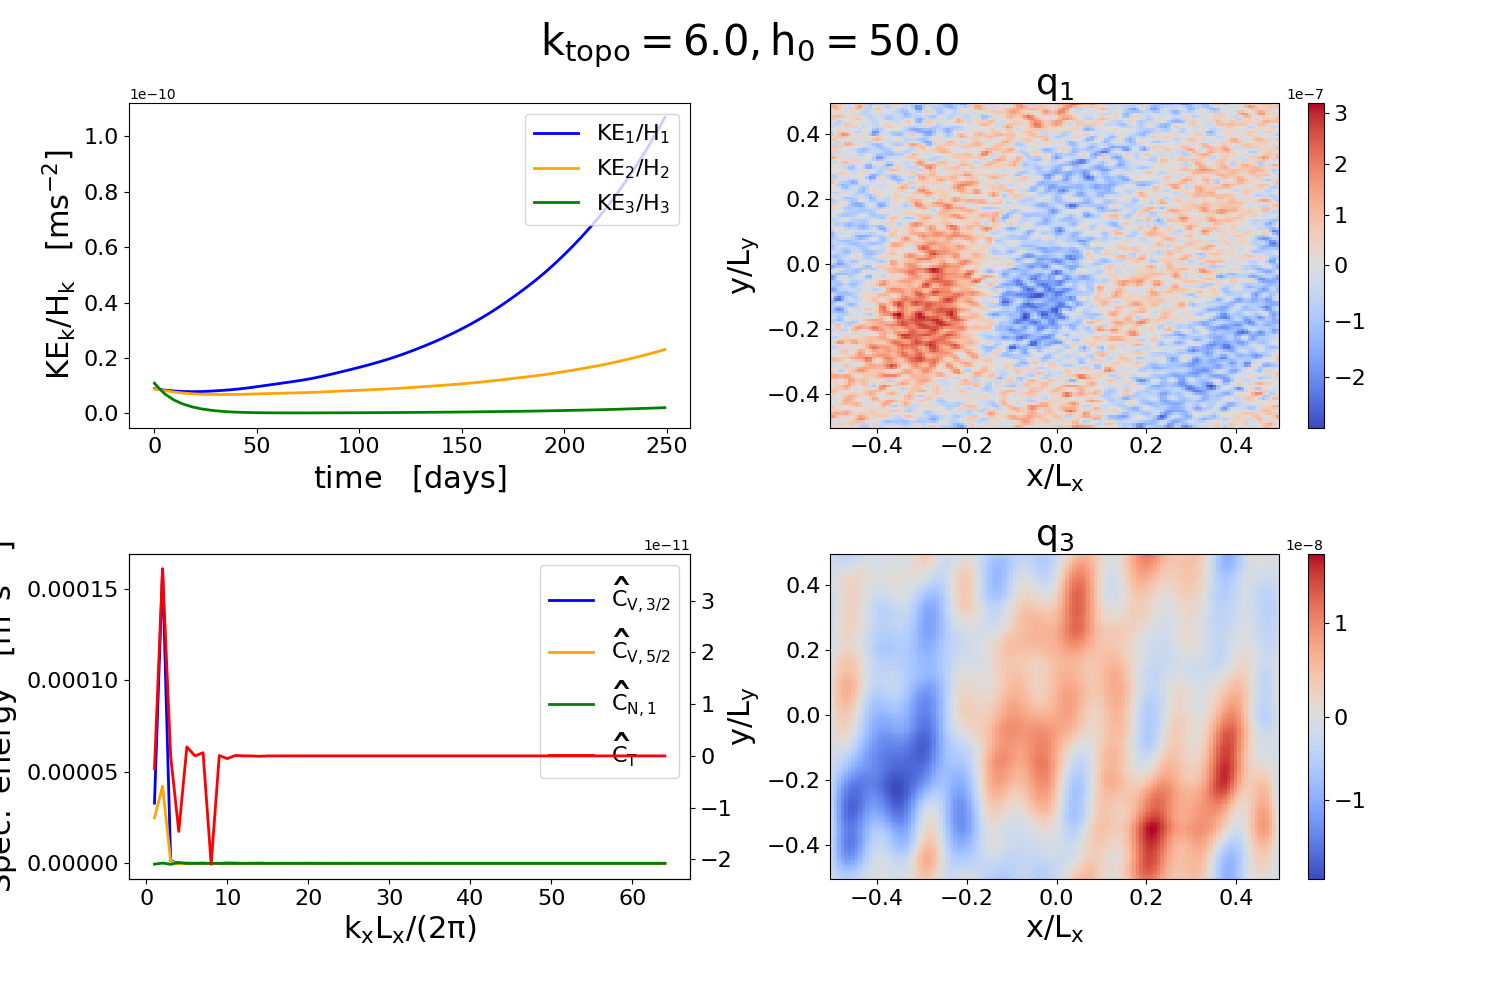 k_topo = 6.0, h_0 = 50.0
1e−10
KE_k/H_k [ms^−2]
1.0
0.8
0.6
0.4
0.2
0.0
KE_1/H_1
KE_2/H_2
KE_3/H_3
0 50 100 150 200 250
time [days]
q_1
1e−7
y/L_y
0.4
0.2
0.0
−0.2
−0.4
3
2
1
0
−1
−2
−0.4 −0.2 0.0 0.2 0.4
x/L_x
1e−11
Spec. energy
0.00015
0.00010
0.00005
0.00000
Ĉ_V, 3/2
Ĉ_V, 5/2
Ĉ_N, 1
Ĉ_T
3
2
1
0
−1
−2
0 10 20 30 40 50 60
k_xL_x/(2π)
q_3
1e−8
y/L_y
0.4
0.2
0.0
−0.2
−0.4
1
0
−1
−0.4 −0.2 0.0 0.2 0.4
x/L_x